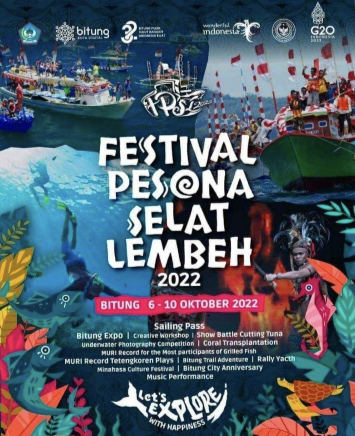 bitung
wonderful
indonesia
G20
FPSL
FESTIVAL
PESONA
SELAT
LEMBEH
2022
BITUNG 6 - 10 OKTOBER 2022
Sailing Pass
Bitung Expo | Creative Workshop | Show Battle Cutting Tuna
Underwater Photography Competition | Coral Transplantation
MURI Record for the Most participants of Grilled Fish
MURI Record Tetengkoren Plays | Bitung Trail Adventure | Rally Yacth
Minahasa Culture Festival | Bitung City Anniversary
Music Performance
Let's
EXPLORE
WITH HAPPINESS